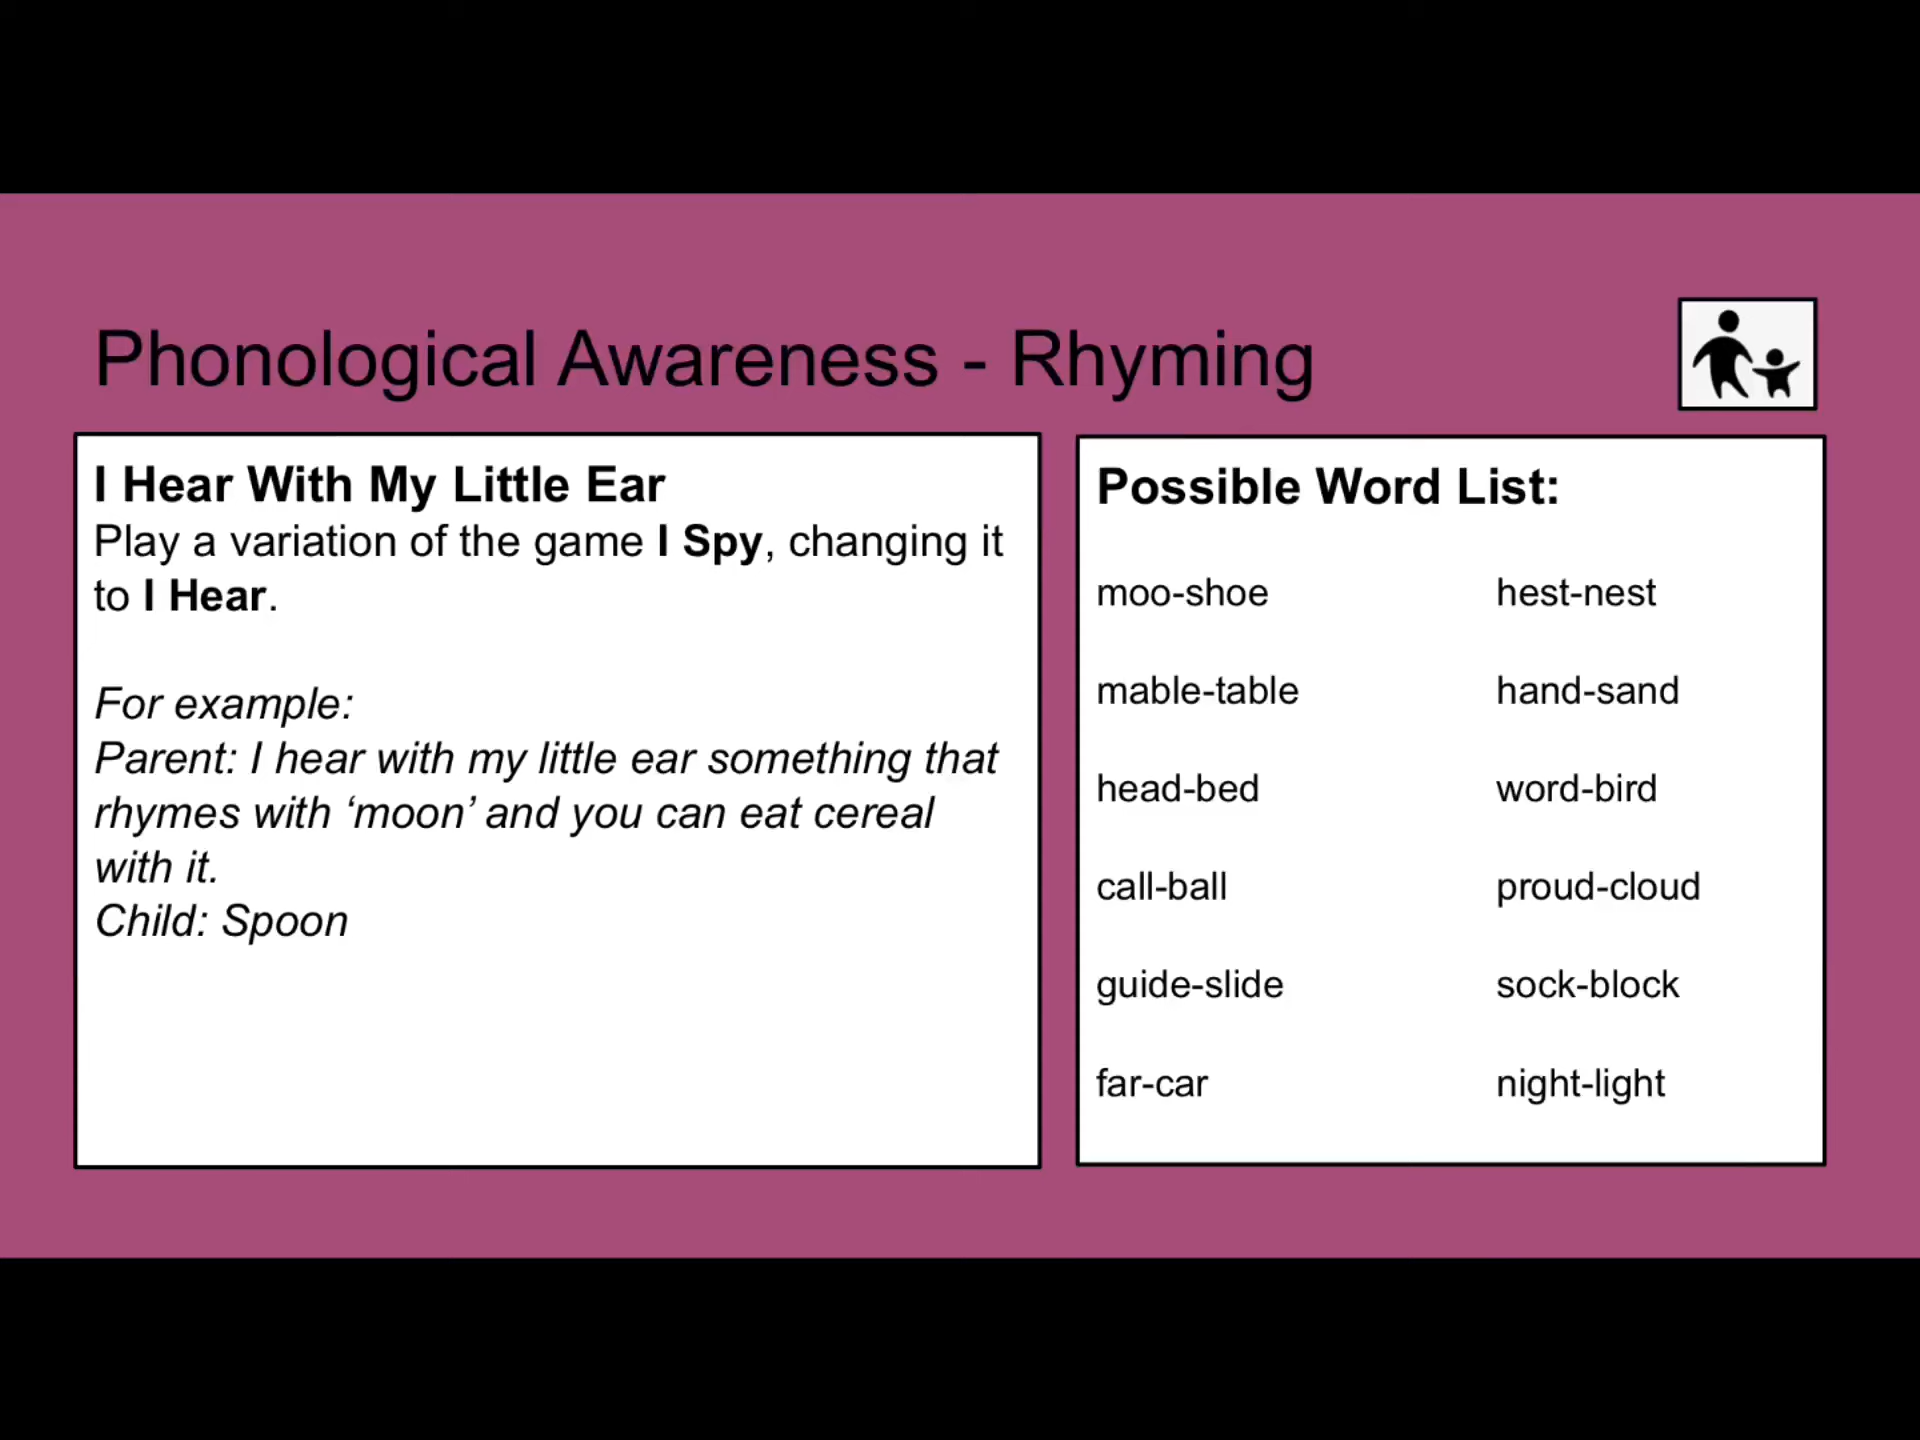 Phonological Awareness - Rhyming
I Hear With My Little Ear
Play a variation of the game I Spy, changing it
to I Hear.
For example:
Parent: I hear with my little ear something that
rhymes with ‘moon’ and you can eat cereal
with it.
Child: Spoon
Possible Word List:
moo-shoe
hest-nest
mable-table
hand-sand
head-bed
word-bird
call-ball
proud-cloud
guide-slide
sock-block
far-car
night-light